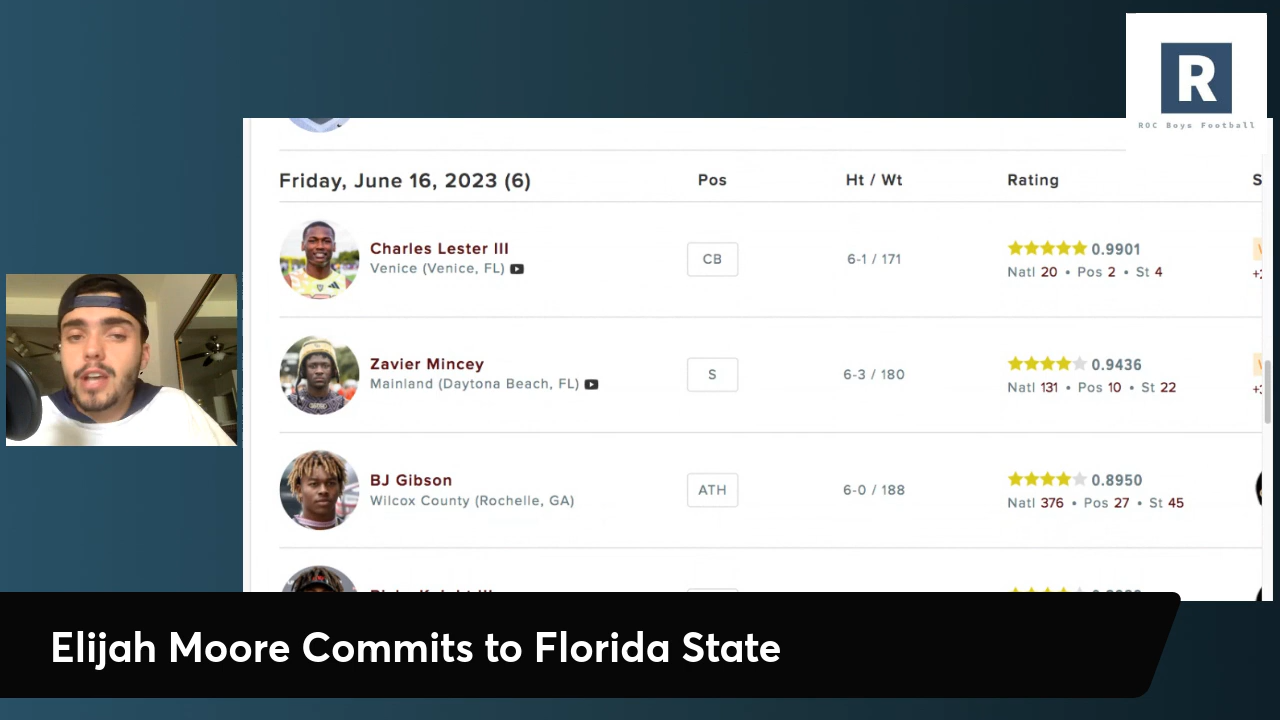 R
ROC Boys Football
Friday, June 16, 2023 (6) Pos Ht / Wt Rating S
Charles Lester III
Venice (Venice, FL)
CB
6-1 / 171
0.9901
Natl 20 • Pos 2 • St 4
Zavier Mincey
Mainland (Daytona Beach, FL)
S
6-3 / 180
0.9436
Natl 131 • Pos 10 • St 22
BJ Gibson
Wilcox County (Rochelle, GA)
ATH
6-0 / 188
0.8950
Natl 376 • Pos 27 • St 45
Elijah Moore Commits to Florida State